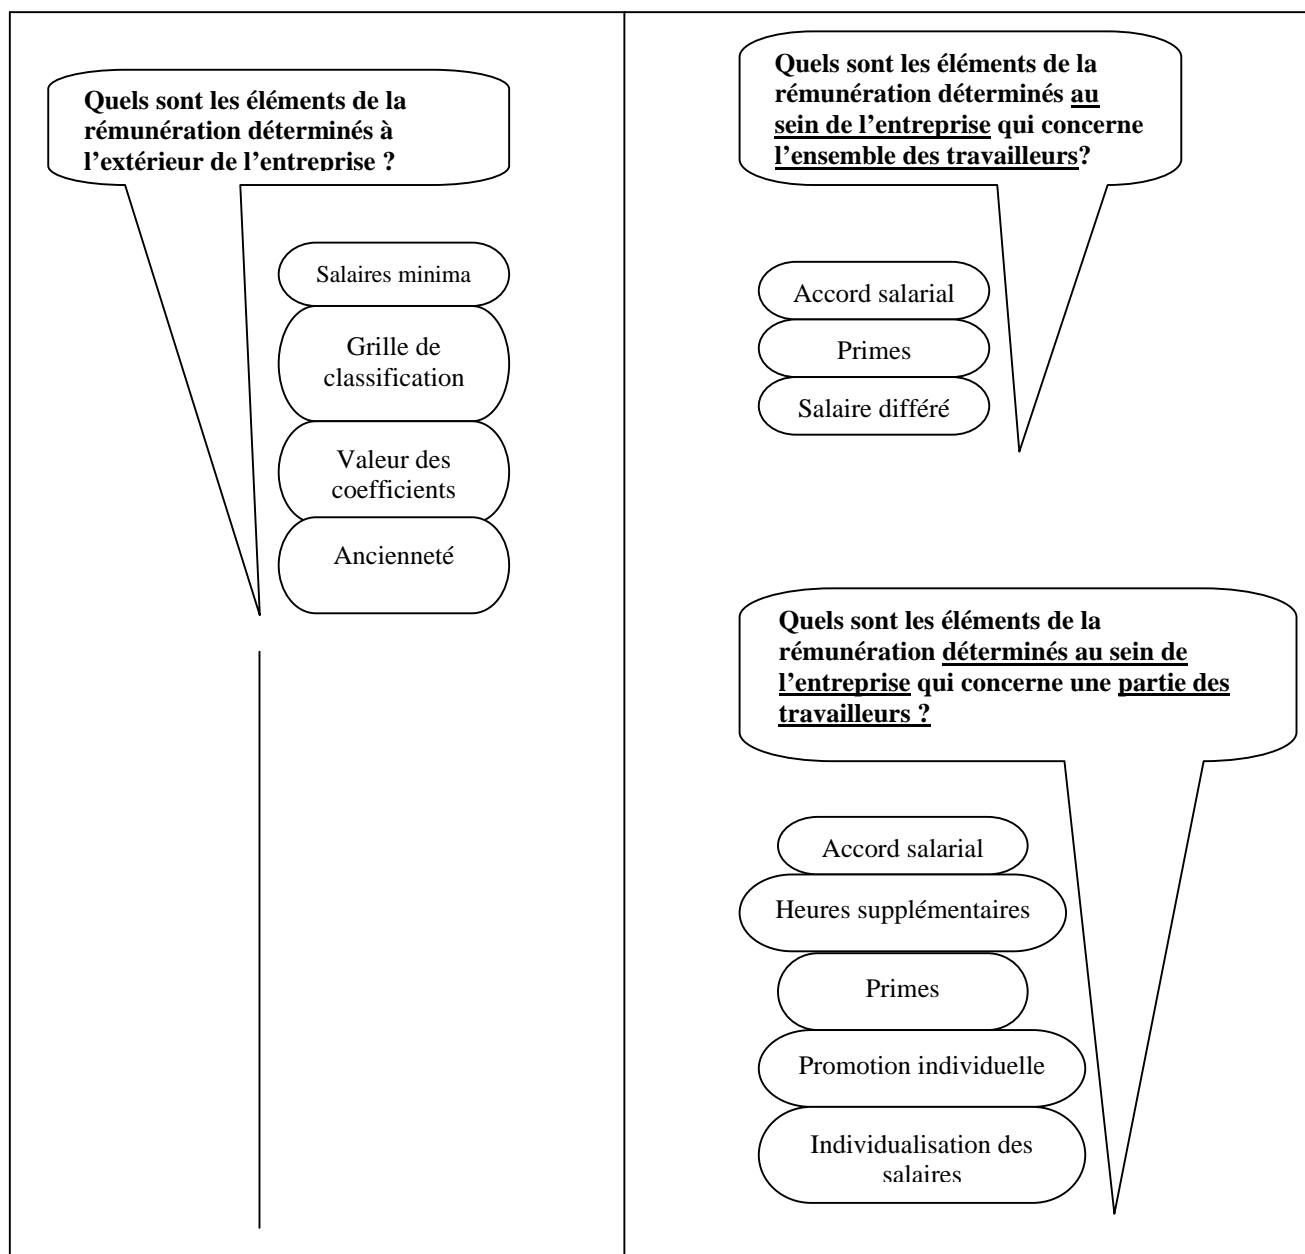 Quels sont les éléments de la
rémunération déterminés à
l’extérieur de l’entreprise ?
Salaires minima
Grille de
classification
Valeur des
coefficients
Ancienneté
Quels sont les éléments de la
rémunération déterminés au
sein de l’entreprise qui concerne
l’ensemble des travailleurs?
Accord salarial
Primes
Salaire différé
Quels sont les éléments de la
rémunération déterminés au sein de
l’entreprise qui concerne une partie des
travailleurs ?
Accord salarial
Heures supplémentaires
Primes
Promotion individuelle
Individualisation des
salaires